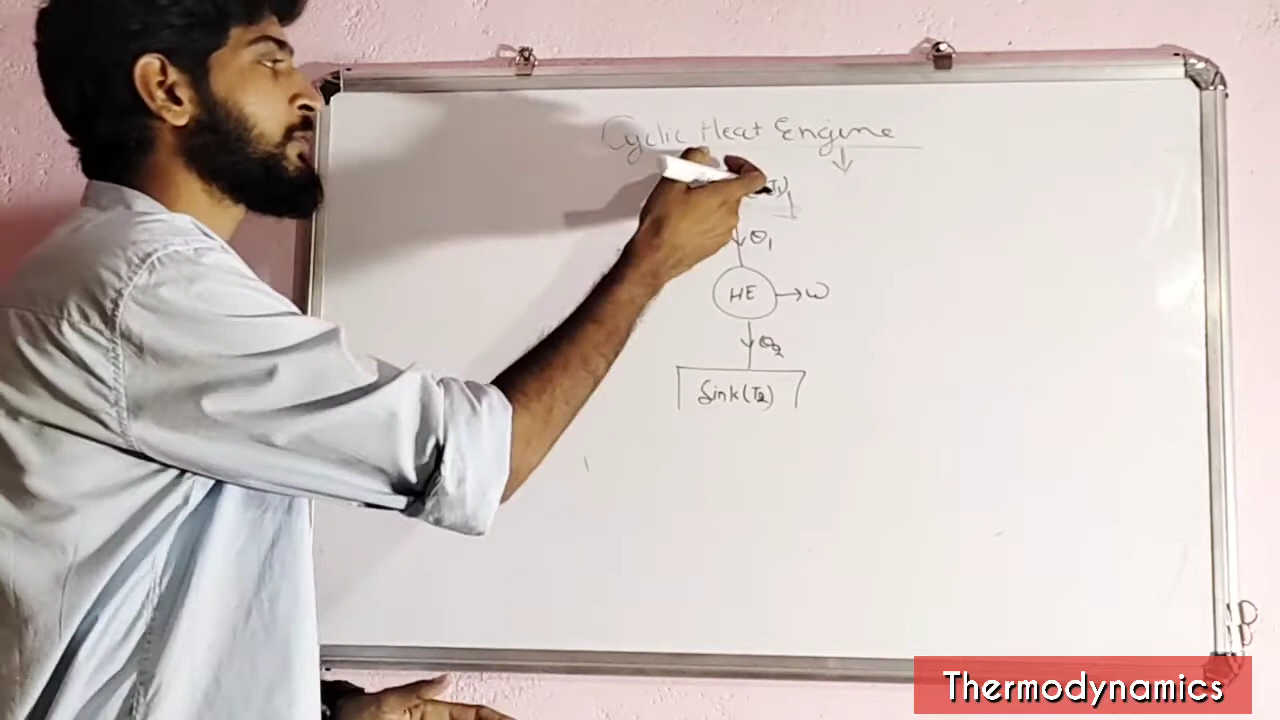 Cyclic Heat Engine
T1)
Q1
HE → W
Q2
Sink(T2)
Thermodynamics